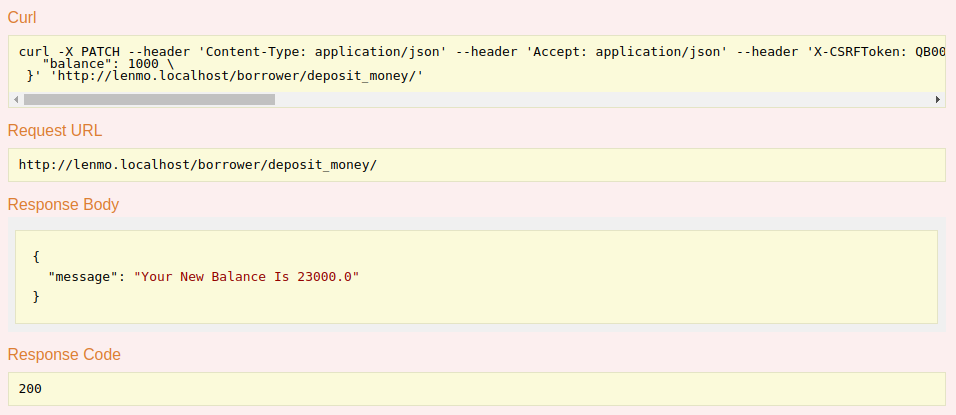 Curl
curl -X PATCH --header 'Content-Type: application/json' --header 'Accept: application/json' --header 'X-CSRFToken: QB00
"balance": 1000 \
}' 'http://lenmo.localhost/borrower/deposit_money/'
Request URL
http://lenmo.localhost/borrower/deposit_money/
Response Body
{
"message": "Your New Balance Is 23000.0"
}
Response Code
200